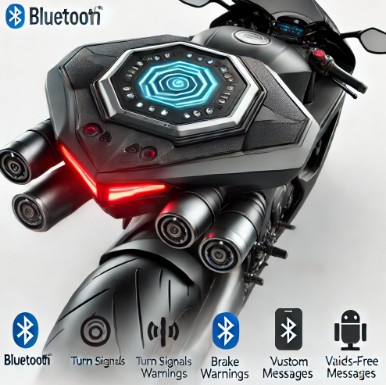 Bluetooth
Bluetooth
Turn Signals
Turn Signals
Warnings
Brake
Warnings
Vustom
Messages
Vaids-Free
Messages